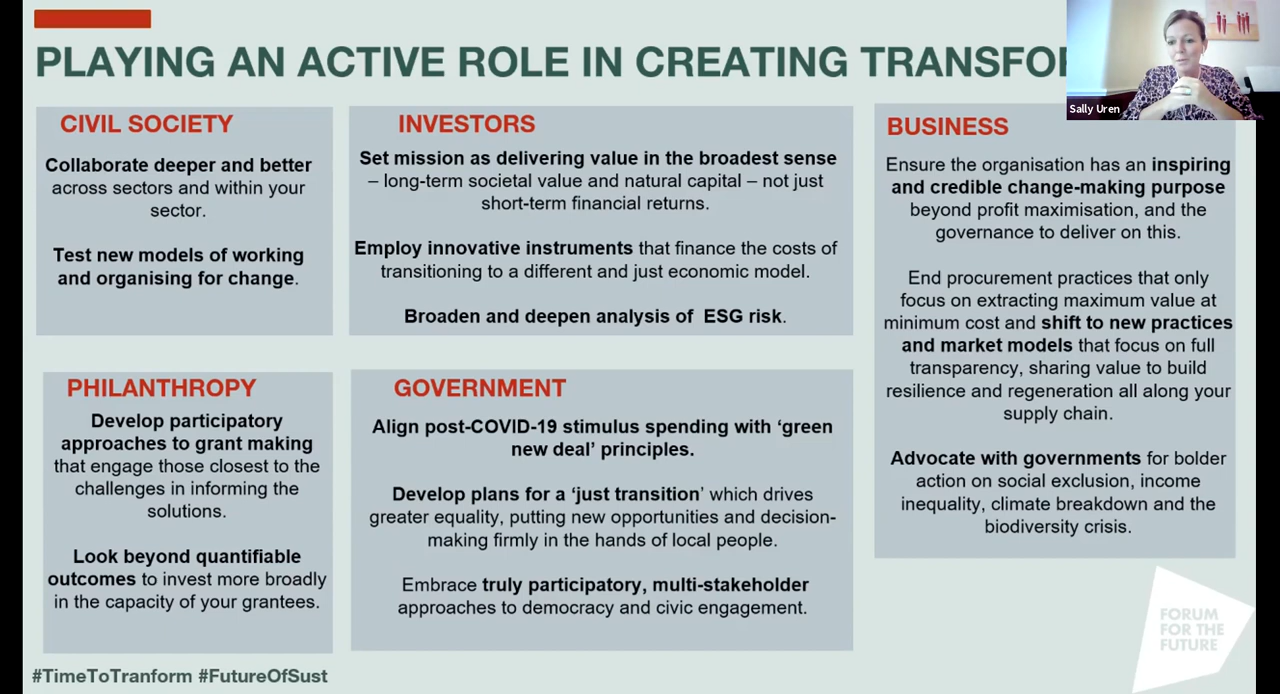 PLAYING AN ACTIVE ROLE IN CREATING TRANSFO
Sally Uren
CIVIL SOCIETY
Collaborate deeper and better
across sectors and within your
sector.
Test new models of working
and organising for change.
INVESTORS
Set mission as delivering value in the broadest sense
– long-term societal value and natural capital – not just
short-term financial returns.
Employ innovative instruments that finance the costs of
transitioning to a different and just economic model.
Broaden and deepen analysis of ESG risk.
BUSINESS
Ensure the organisation has an inspiring
and credible change-making purpose
beyond profit maximisation, and the
governance to deliver on this.
End procurement practices that only
focus on extracting maximum value at
minimum cost and shift to new practices
and market models that focus on full
transparency, sharing value to build
resilience and regeneration all along your
supply chain.
Advocate with governments for bolder
action on social exclusion, income
inequality, climate breakdown and the
biodiversity crisis.
PHILANTHROPY
Develop participatory
approaches to grant making
that engage those closest to the
challenges in informing the
solutions.
Look beyond quantifiable
outcomes to invest more broadly
in the capacity of your grantees.
GOVERNMENT
Align post-COVID-19 stimulus spending with ‘green
new deal’ principles.
Develop plans for a ‘just transition’ which drives
greater equality, putting new opportunities and decision-
making firmly in the hands of local people.
Embrace truly participatory, multi-stakeholder
approaches to democracy and civic engagement.
FORUM
FOR THE
FUTURE
#TimeToTranform #FutureOfSust